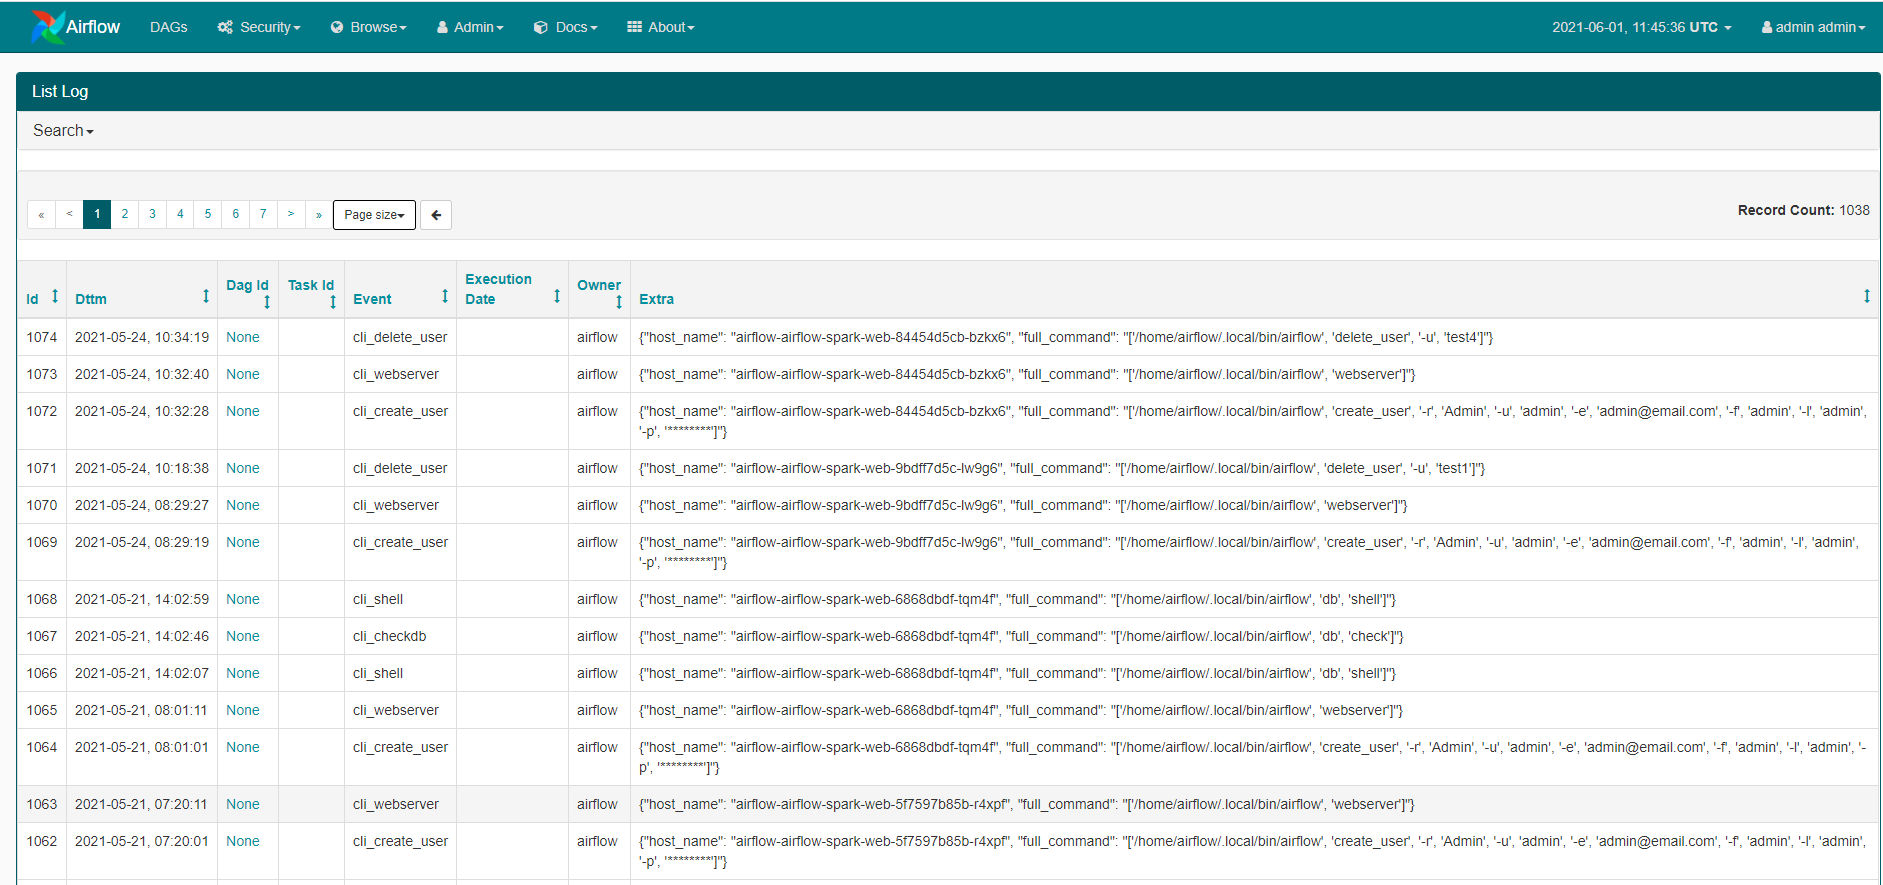 Airflow DAGs Security Browse Admin Docs About 2021-06-01, 11:45:36 UTC admin admin
List Log
Search
« < 1 2 3 4 5 6 7 > » Page size Record Count: 1038
Id Dttm Dag Id Task Id Event Execution Date Owner Extra
1074 2021-05-24, 10:34:19 None cli_delete_user airflow {"host_name": "airflow-airflow-spark-web-84454d5cb-bzkx6", "full_command": "['/home/airflow/.local/bin/airflow', 'delete_user', '-u', 'test4']"}
1073 2021-05-24, 10:32:40 None cli_webserver airflow {"host_name": "airflow-airflow-spark-web-84454d5cb-bzkx6", "full_command": "['/home/airflow/.local/bin/airflow', 'webserver']"}
1072 2021-05-24, 10:32:28 None cli_create_user airflow {"host_name": "airflow-airflow-spark-web-84454d5cb-bzkx6", "full_command": "['/home/airflow/.local/bin/airflow', 'create_user', '-r', 'Admin', '-u', 'admin', '-e', 'admin@email.com', '-f', 'admin', '-l', 'admin',
'-p', '********']"}
1071 2021-05-24, 10:18:38 None cli_delete_user airflow {"host_name": "airflow-airflow-spark-web-9bdff7d5c-lw9g6", "full_command": "['/home/airflow/.local/bin/airflow', 'delete_user', '-u', 'test1']"}
1070 2021-05-24, 08:29:27 None cli_webserver airflow {"host_name": "airflow-airflow-spark-web-9bdff7d5c-lw9g6", "full_command": "['/home/airflow/.local/bin/airflow', 'webserver']"}
1069 2021-05-24, 08:29:19 None cli_create_user airflow {"host_name": "airflow-airflow-spark-web-9bdff7d5c-lw9g6", "full_command": "['/home/airflow/.local/bin/airflow', 'create_user', '-r', 'Admin', '-u', 'admin', '-e', 'admin@email.com', '-f', 'admin', '-l', 'admin',
'-p', '********']"}
1068 2021-05-21, 14:02:59 None cli_shell airflow {"host_name": "airflow-airflow-spark-web-6868dbdf-tqm4f", "full_command": "['/home/airflow/.local/bin/airflow', 'db', 'shell']"}
1067 2021-05-21, 14:02:46 None cli_checkdb airflow {"host_name": "airflow-airflow-spark-web-6868dbdf-tqm4f", "full_command": "['/home/airflow/.local/bin/airflow', 'db', 'check']"}
1066 2021-05-21, 14:02:07 None cli_shell airflow {"host_name": "airflow-airflow-spark-web-6868dbdf-tqm4f", "full_command": "['/home/airflow/.local/bin/airflow', 'db', 'shell']"}
1065 2021-05-21, 08:01:11 None cli_webserver airflow {"host_name": "airflow-airflow-spark-web-6868dbdf-tqm4f", "full_command": "['/home/airflow/.local/bin/airflow', 'webserver']"}
1064 2021-05-21, 08:01:01 None cli_create_user airflow {"host_name": "airflow-airflow-spark-web-6868dbdf-tqm4f", "full_command": "['/home/airflow/.local/bin/airflow', 'create_user', '-r', 'Admin', '-u', 'admin', '-e', 'admin@email.com', '-f', 'admin', '-l', 'admin', '-
p', '********']"}
1063 2021-05-21, 07:20:11 None cli_webserver airflow {"host_name": "airflow-airflow-spark-web-5f7597b85b-r4xpf", "full_command": "['/home/airflow/.local/bin/airflow', 'webserver']"}
1062 2021-05-21, 07:20:01 None cli_create_user airflow {"host_name": "airflow-airflow-spark-web-5f7597b85b-r4xpf", "full_command": "['/home/airflow/.local/bin/airflow', 'create_user', '-r', 'Admin', '-u', 'admin', '-e', 'admin@email.com', '-f', 'admin', '-l', 'admin',
'-p', '********']"}